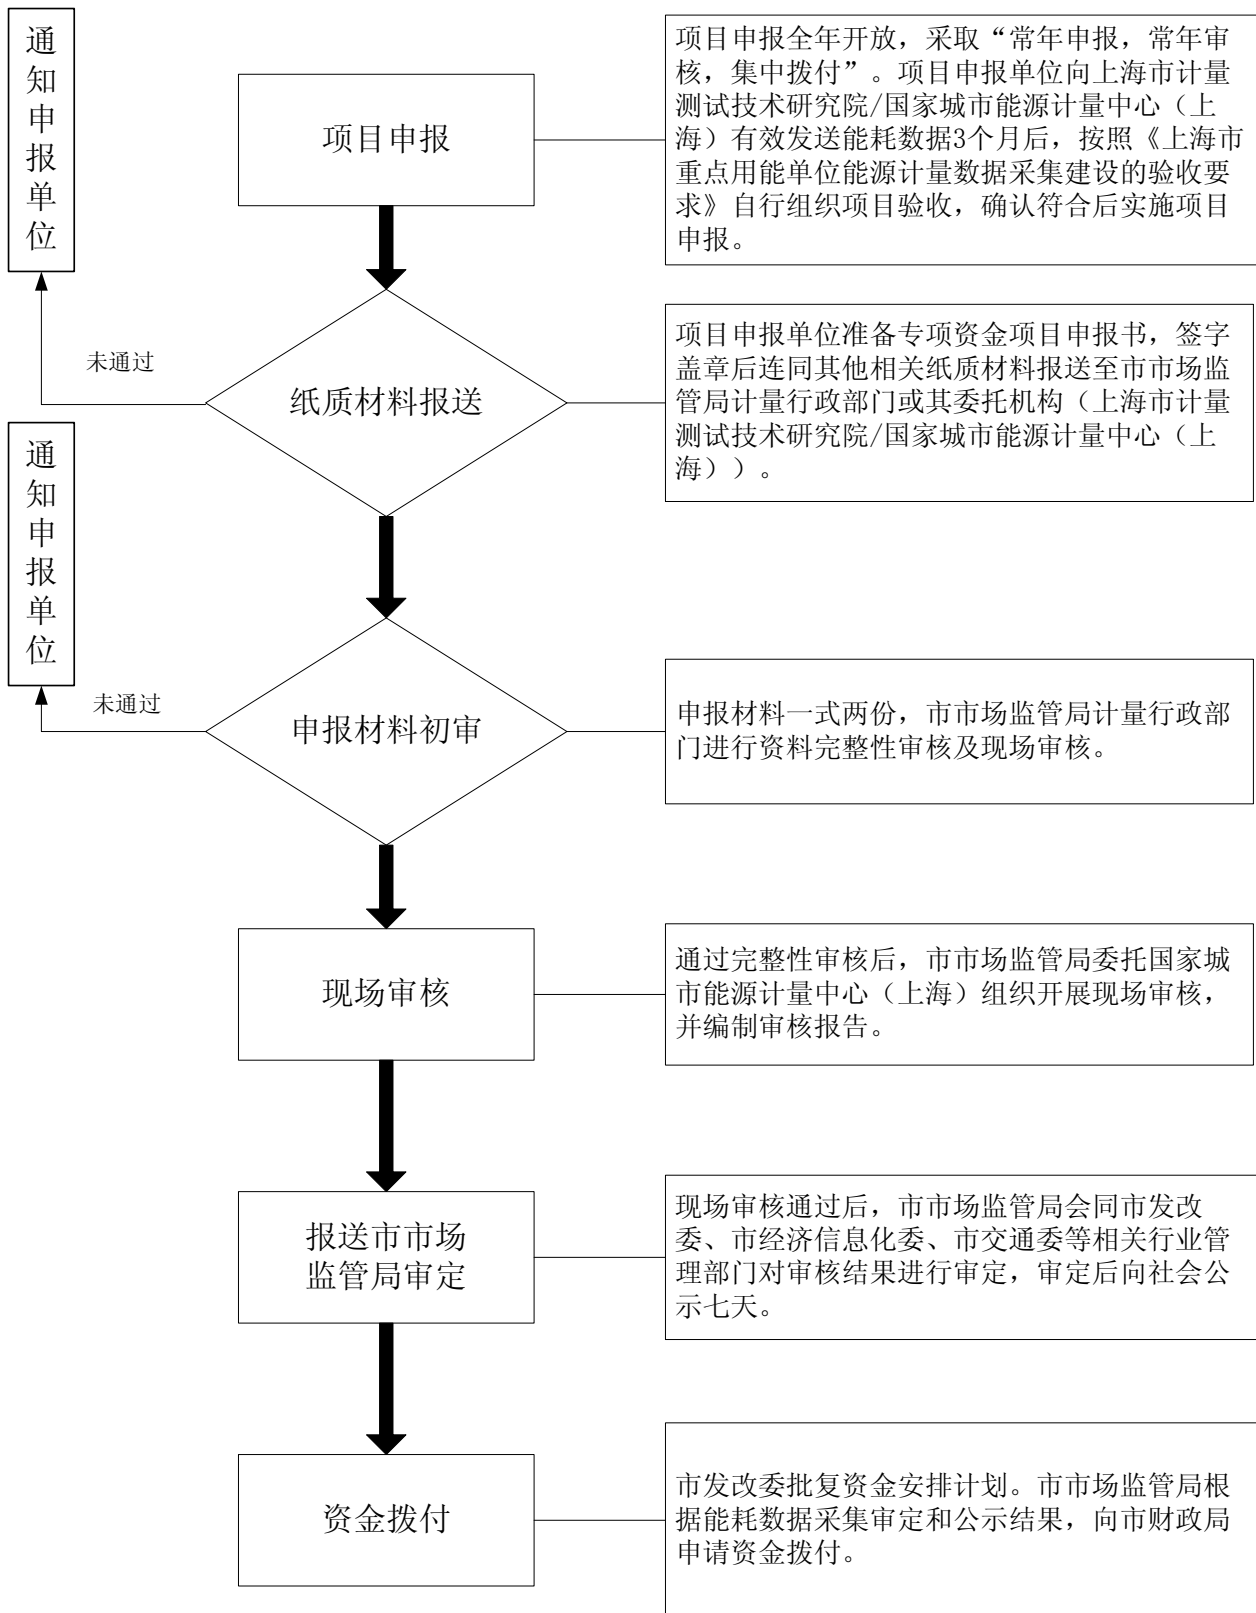 通
知
申
报
单
位
项目申报
项目申报全年开放，采取“常年申报，常年审
核，集中拨付”。项目申报单位向上海市计量
测试技术研究院/国家城市能源计量中心（上
海）有效发送能耗数据3个月后，按照《上海市
重点用能单位能源计量数据采集建设的验收要
求》自行组织项目验收，确认符合后实施项目
申报。
未通过
纸质材料报送
项目申报单位准备专项资金项目申报书，签字
盖章后连同其他相关纸质材料报送至市市场监
管局计量行政部门或其委托机构（上海市计量
测试技术研究院/国家城市能源计量中心（上
海））。
通
知
申
报
单
位
未通过
申报材料初审
申报材料一式两份，市市场监管局计量行政部
门进行资料完整性审核及现场审核。
现场审核
通过完整性审核后，市市场监管局委托国家城
市能源计量中心（上海）组织开展现场审核，
并编制审核报告。
报送市市场
监管局审定
现场审核通过后，市市场监管局会同市发改
委、市经济信息化委、市交通委等相关行业管
理部门对审核结果进行审定，审定后向社会公
示七天。
资金拨付
市发改委批复资金安排计划。市市场监管局根
据能耗数据采集审定和公示结果，向市财政局
申请资金拨付。